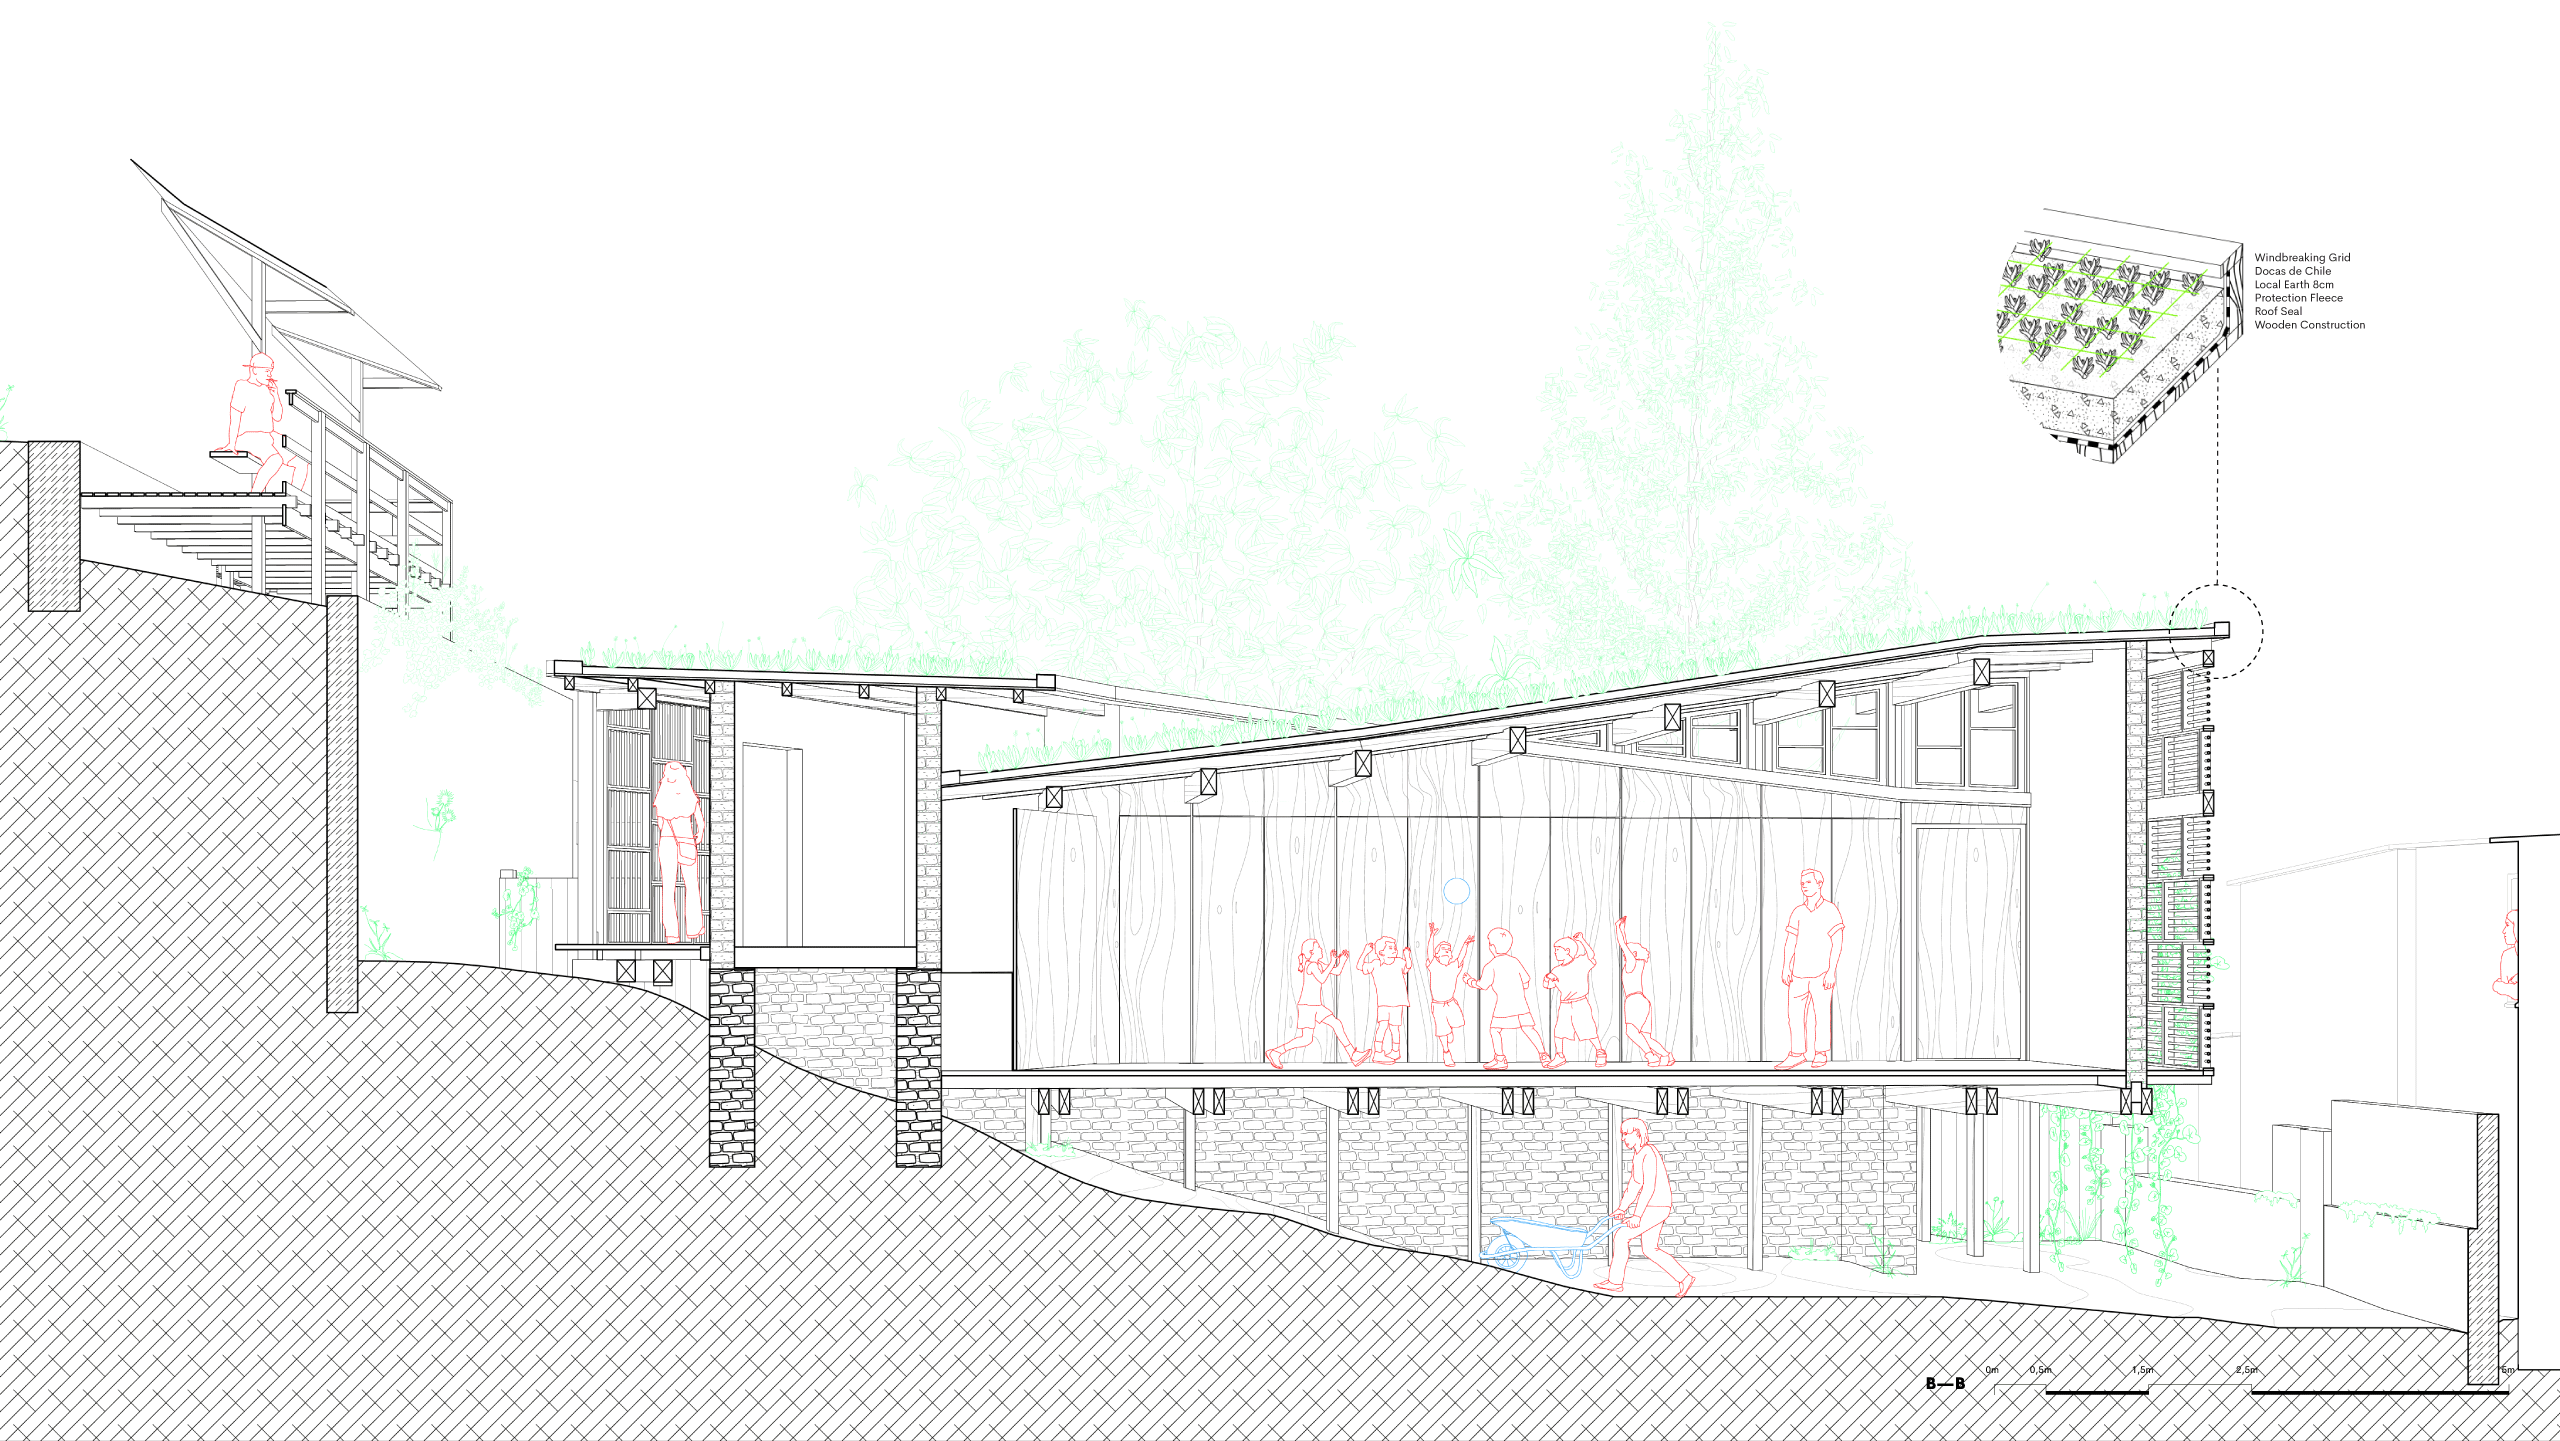 Windbreaking Grid
Docas de Chile
Local Earth 8cm
Protection Fleece
Roof Seal
Wooden Construction
B—B
0m 0,5m 1,5m 2,5m 5m